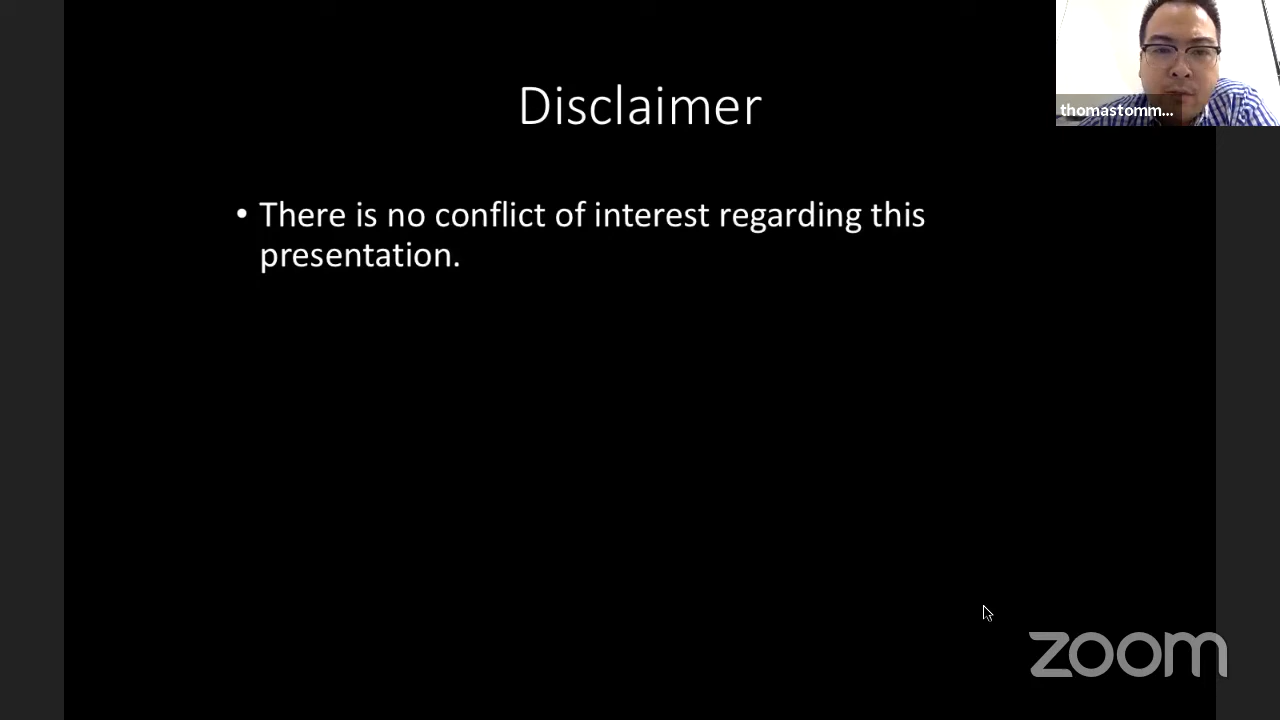 Disclaimer
thomastomm...
• There is no conflict of interest regarding this
presentation.
zoom